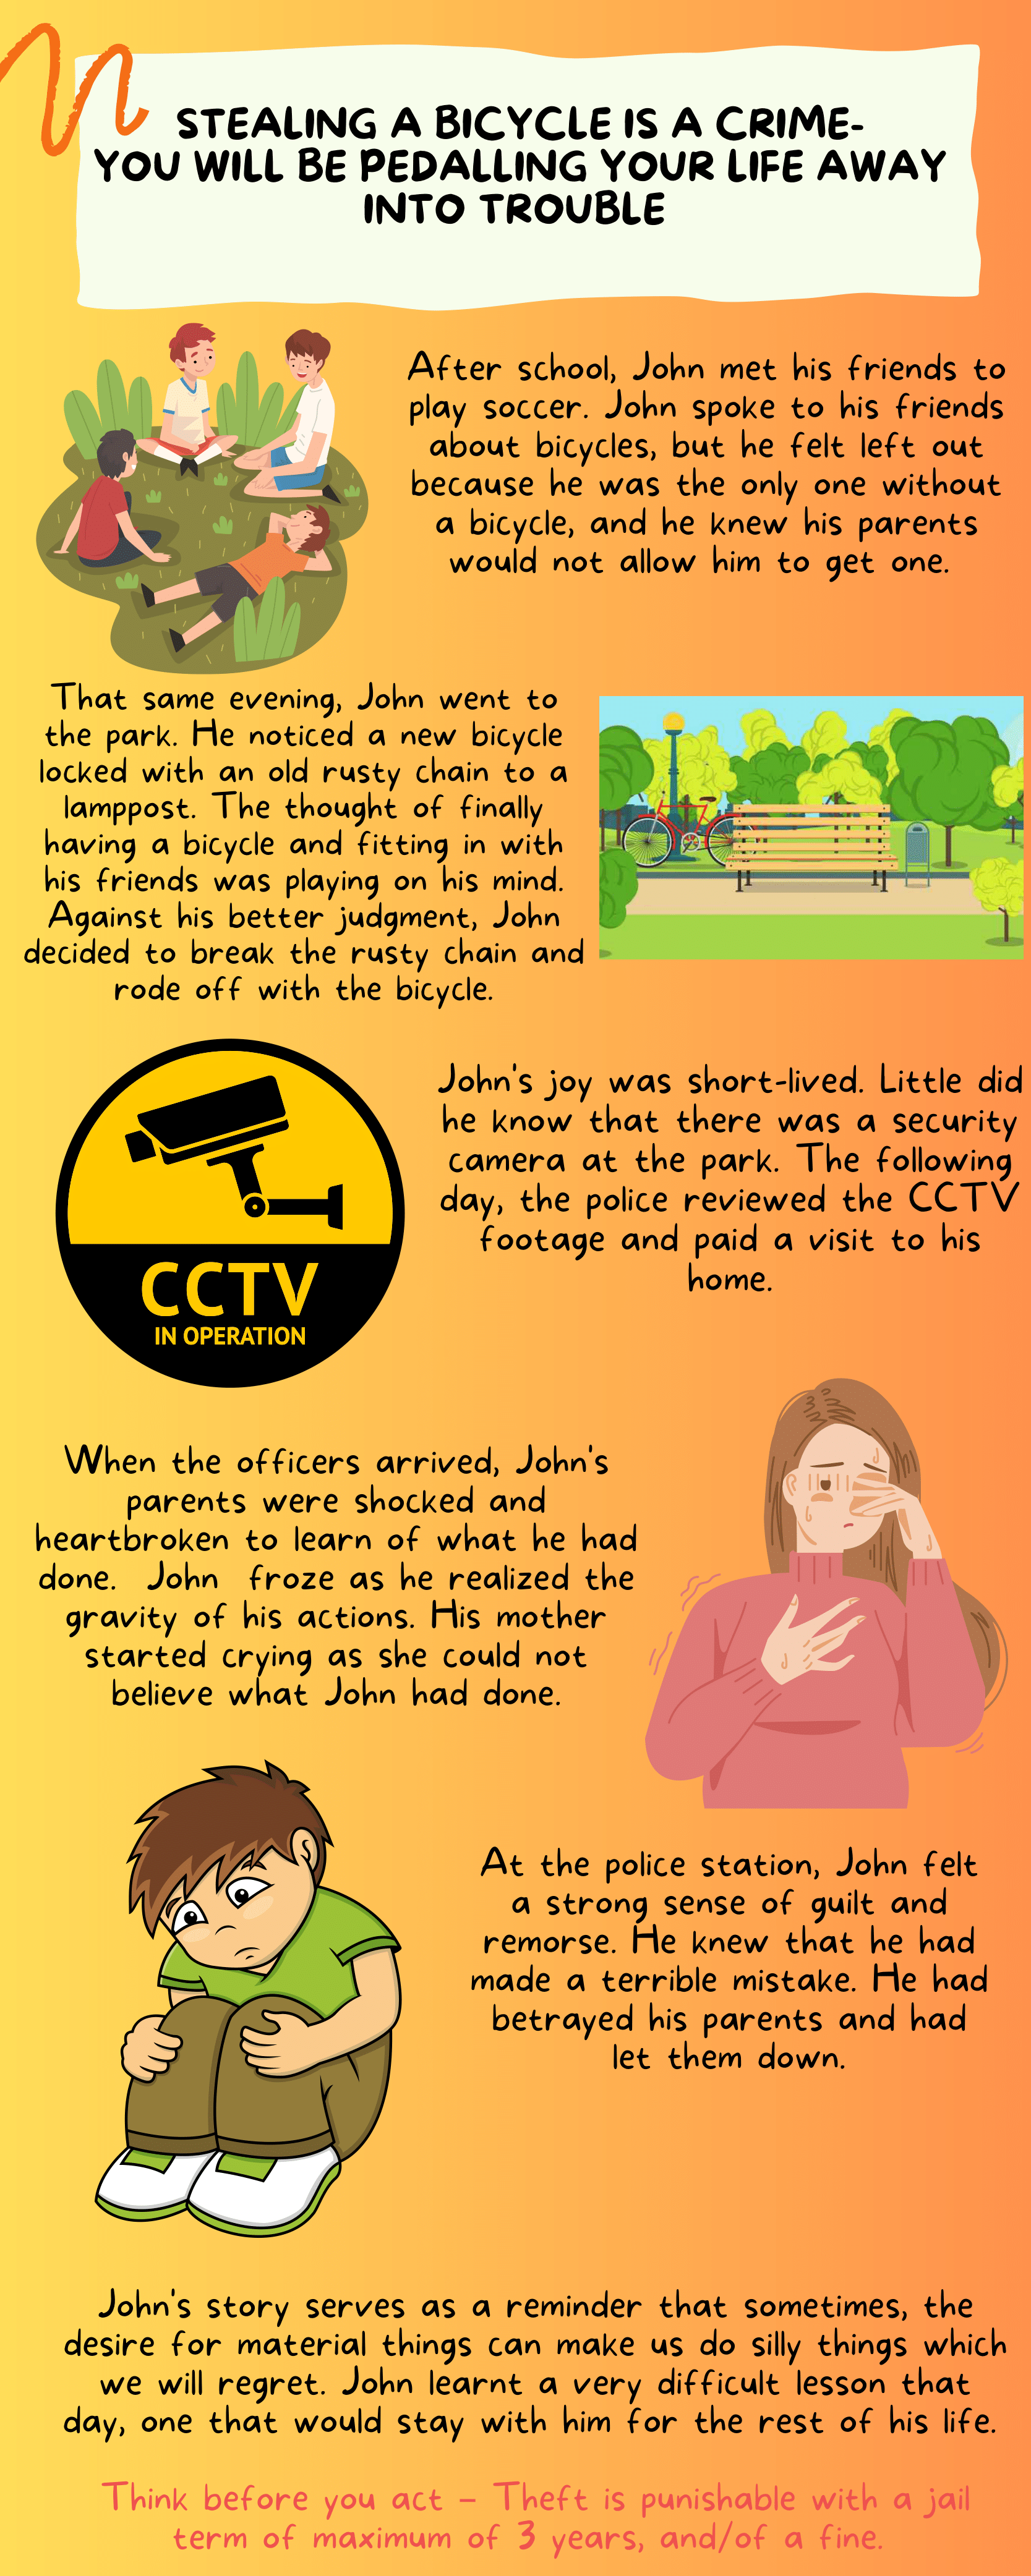 STEALING A BICYCLE IS A CRIME-
YOU WILL BE PEDALLING YOUR LIFE AWAY
INTO TROUBLE
After school, John met his friends to
play soccer. John spoke to his friends
about bicycles, but he felt left out
because he was the only one without
a bicycle, and he knew his parents
would not allow him to get one.
That same evening, John went to
the park. He noticed a new bicycle
locked with an old rusty chain to a
lamppost. The thought of finally
having a bicycle and fitting in with
his friends was playing on his mind.
Against his better judgment, John
decided to break the rusty chain and
rode off with the bicycle.
CCTV
IN OPERATION
John's joy was short-lived. Little did
he know that there was a security
camera at the park. The following
day, the police reviewed the CCTV
footage and paid a visit to his
home.
When the officers arrived, John's
parents were shocked and
heartbroken to learn of what he had
done. John froze as he realized the
gravity of his actions. His mother
started crying as she could not
believe what John had done.
At the police station, John felt
a strong sense of guilt and
remorse. He knew that he had
made a terrible mistake. He had
betrayed his parents and had
let them down.
John's story serves as a reminder that sometimes, the
desire for material things can make us do silly things which
we will regret. John learnt a very difficult lesson that
day, one that would stay with him for the rest of his life.
Think before you act – Theft is punishable with a jail
term of maximum of 3 years, and/of a fine.